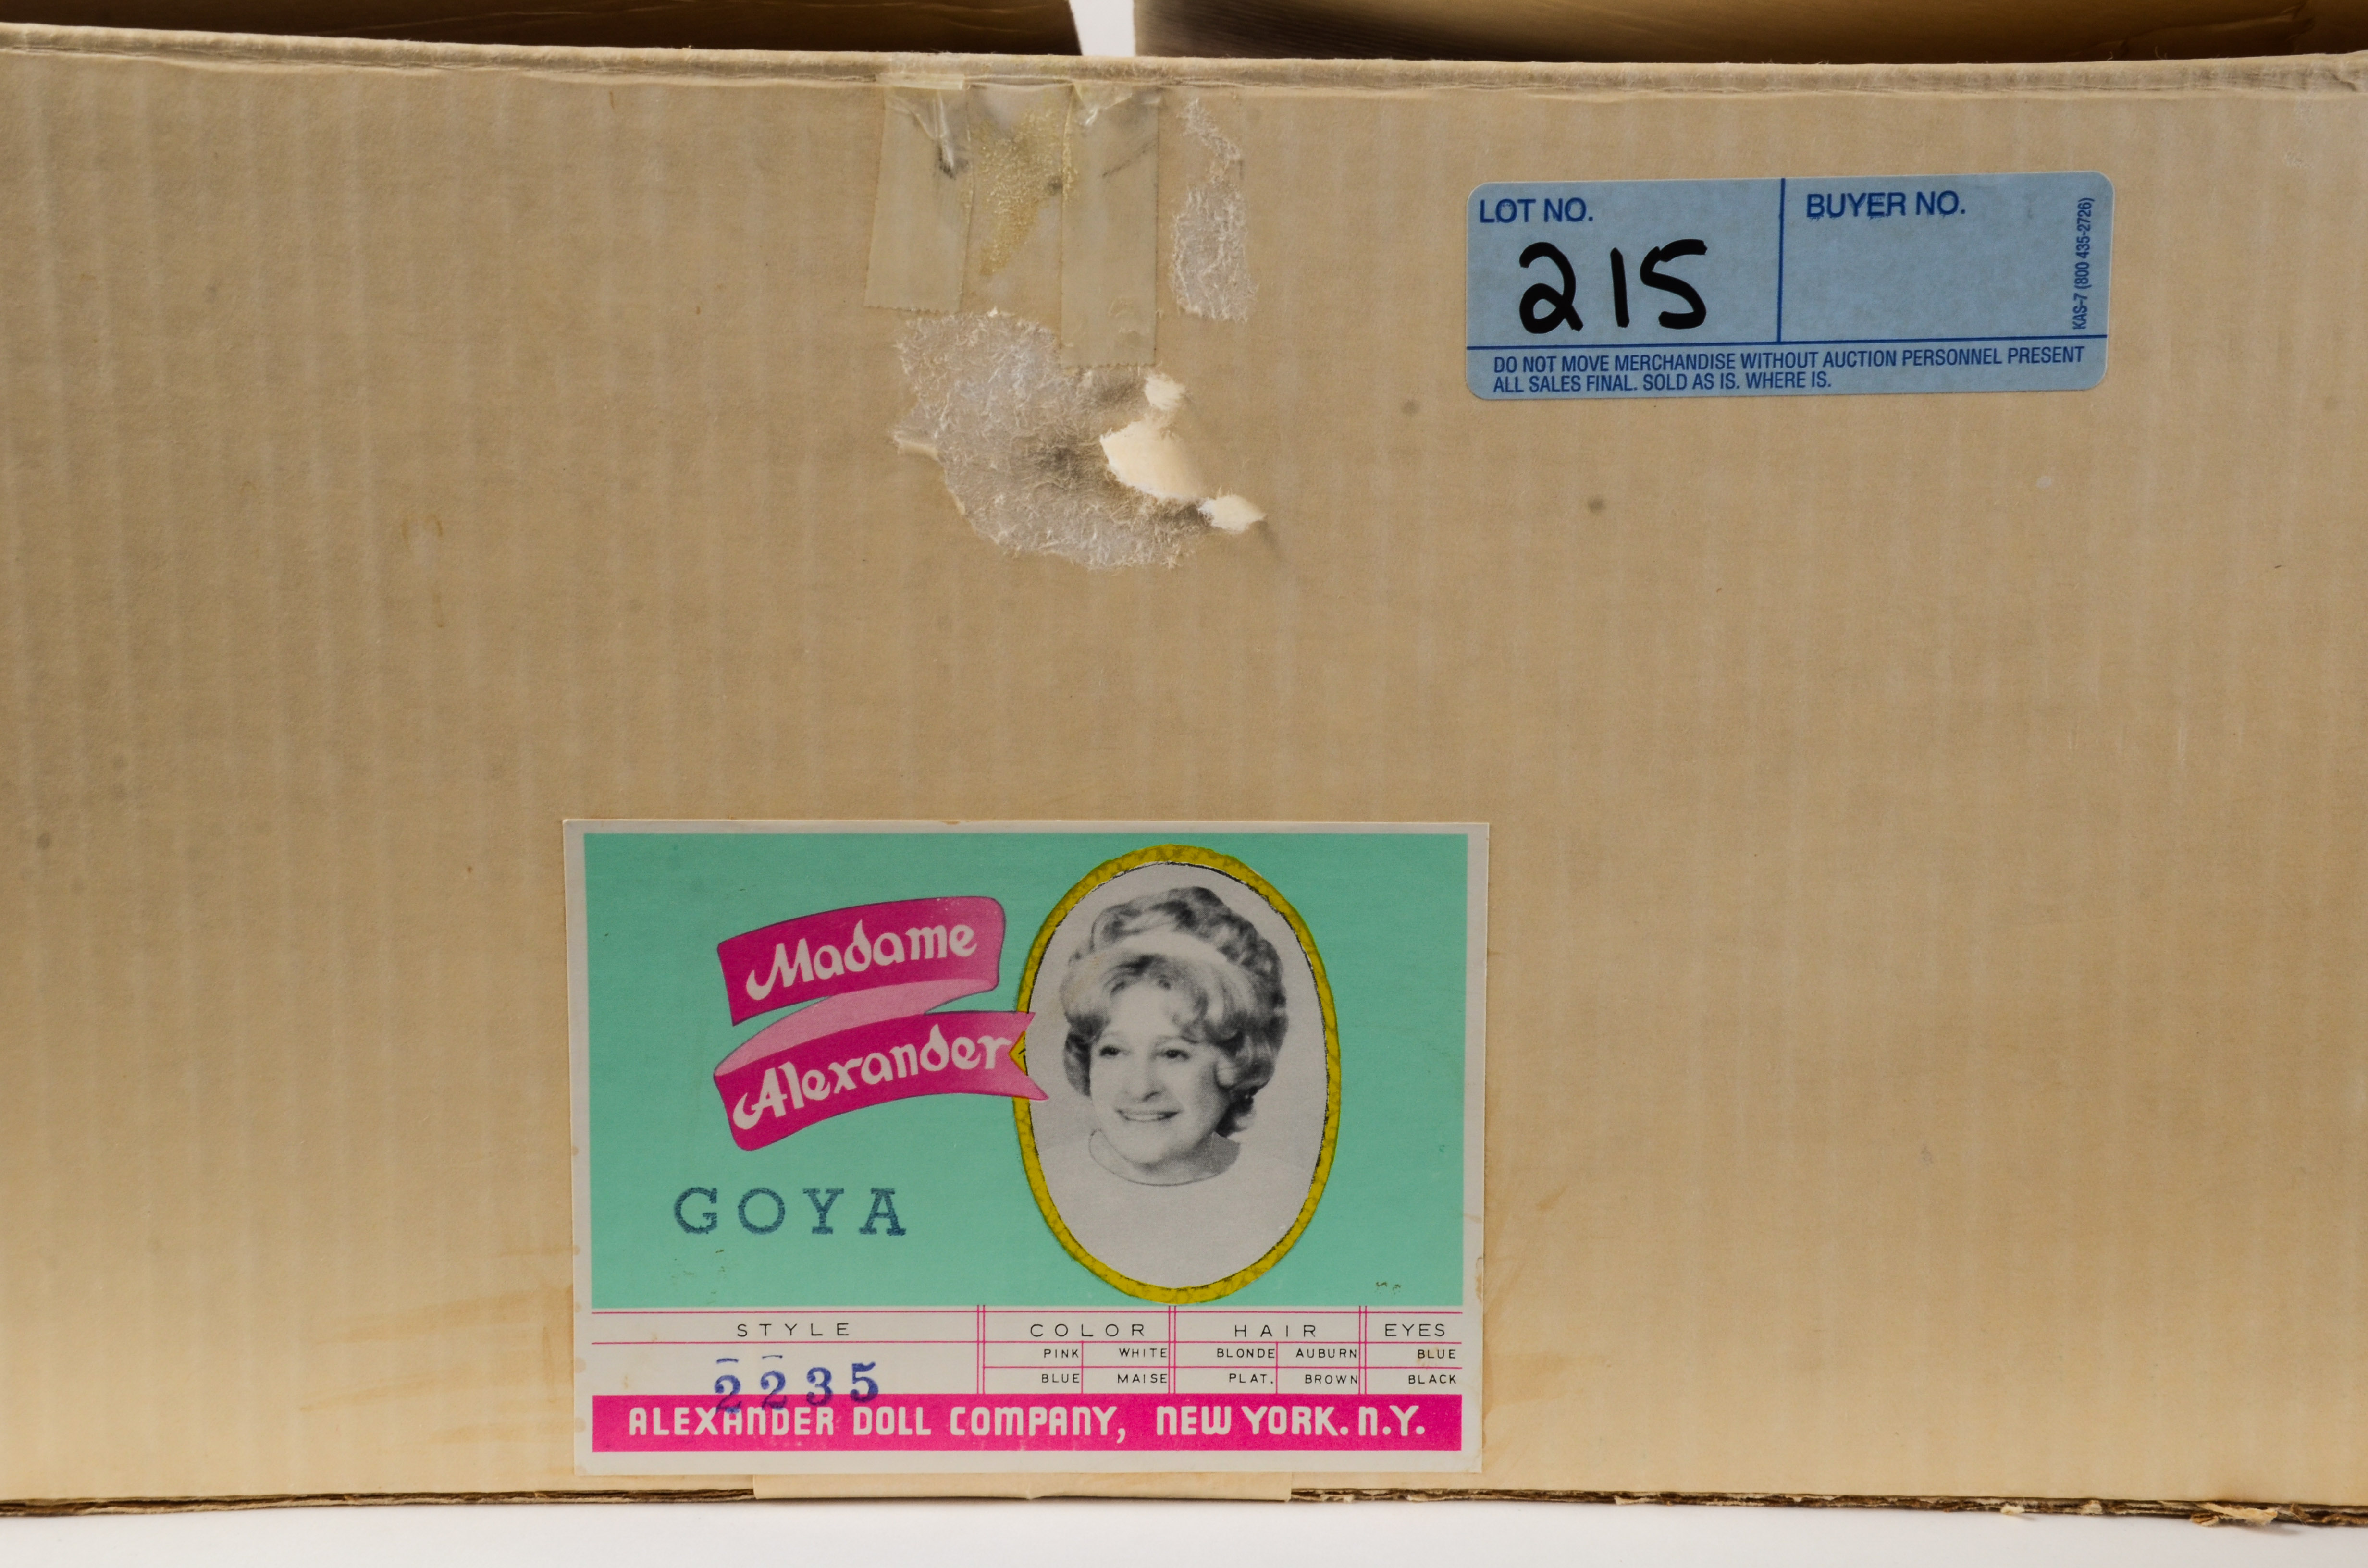 LOT NO.
BUYER NO.
215
KAS-7 (800 435-2726)
DO NOT MOVE MERCHANDISE WITHOUT AUCTION PERSONNEL PRESENT
ALL SALES FINAL. SOLD AS IS. WHERE IS.
Madame
Alexander
GOYA
STYLE COLOR HAIR EYES
PINK WHITE BLONDE AUBURN BLUE
BLUE MAISE PLAT. BROWN BLACK
2235
ALEXANDER DOLL COMPANY, NEW YORK. N.Y.